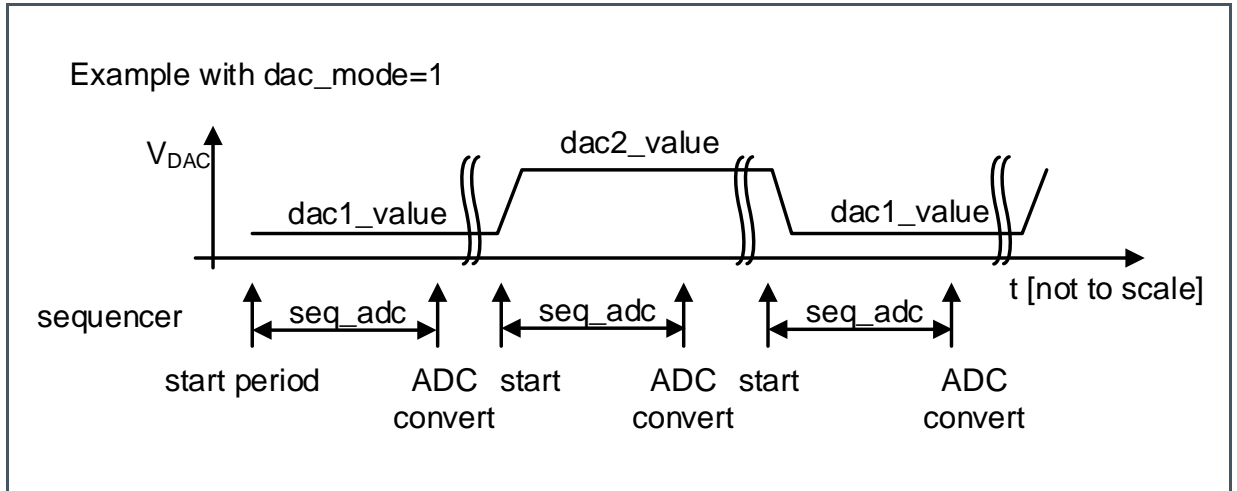 Example with dac_mode=1
V_DAC
dac2_value
dac1_value
dac1_value
t [not to scale]
sequencer
seq_adc
seq_adc
seq_adc
start period
ADC convert
start
ADC convert
start
ADC convert